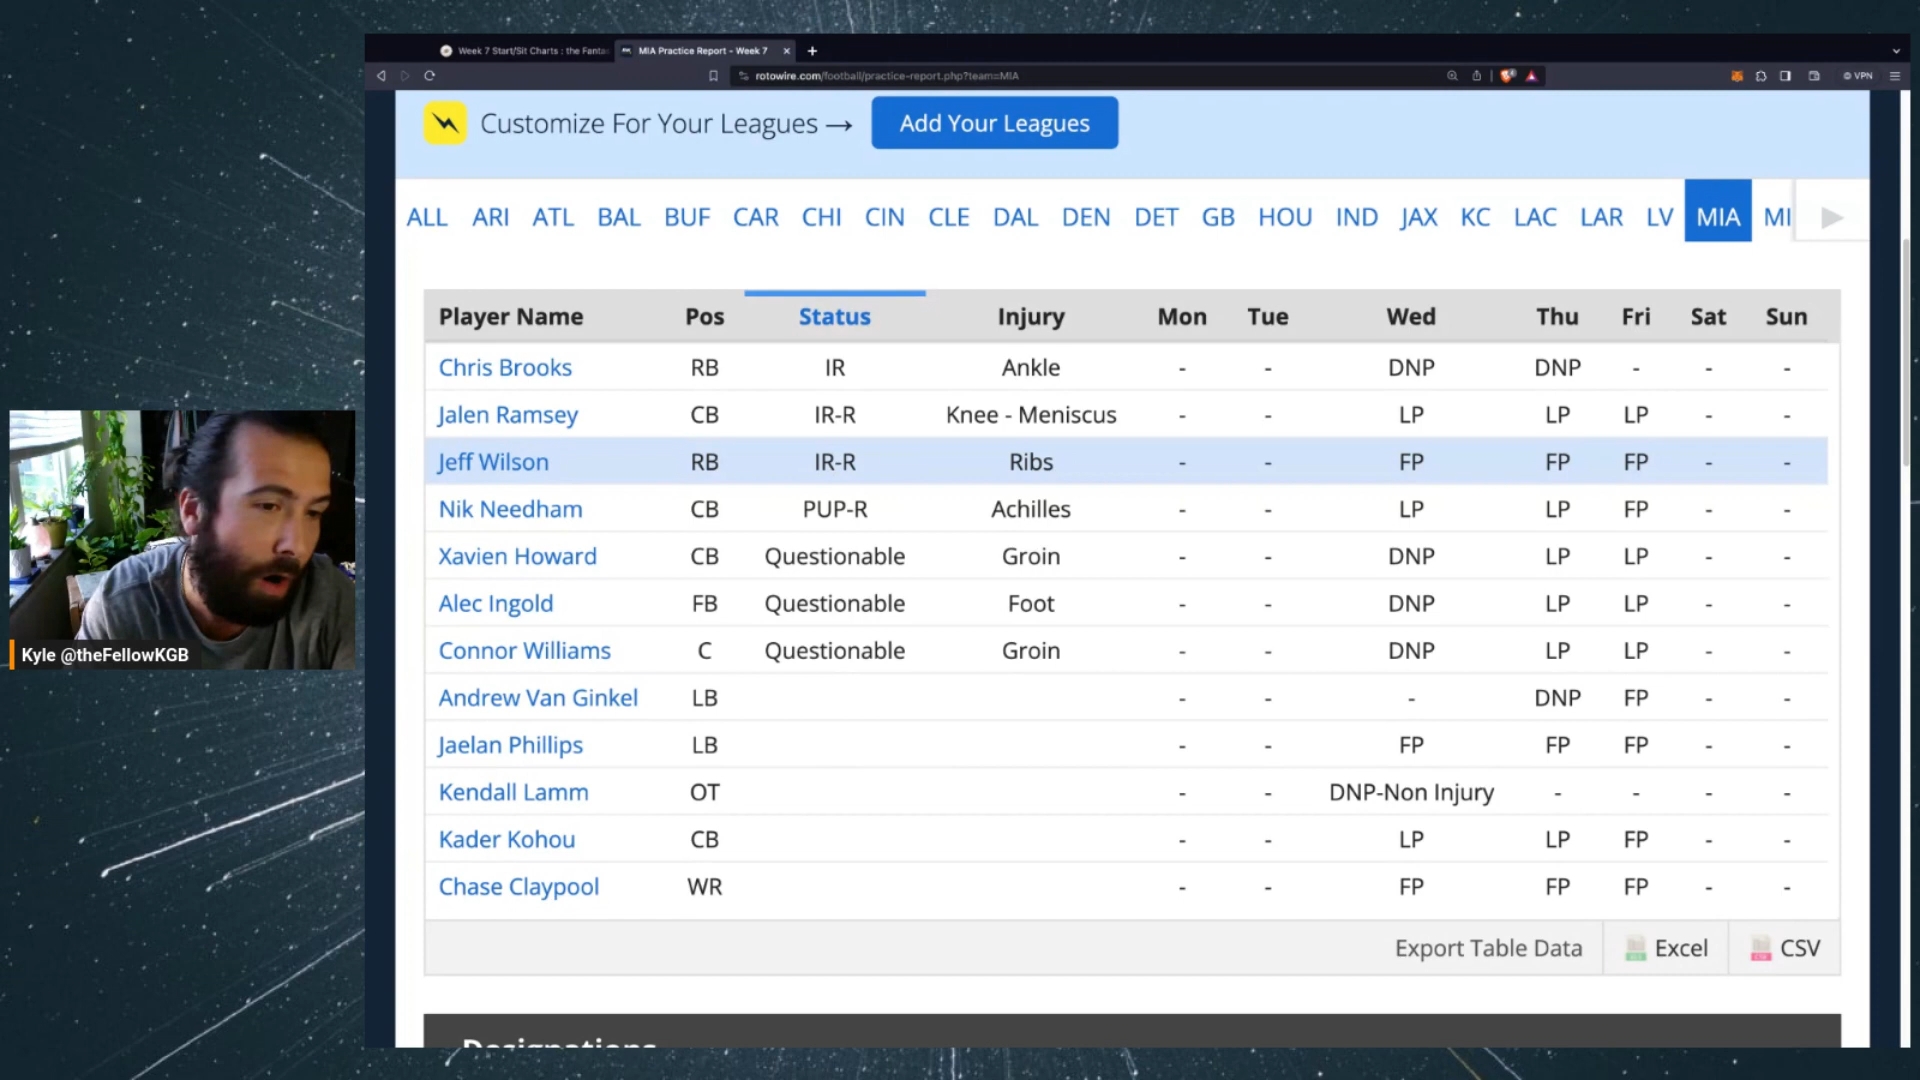 Week 7 Start/Sit Charts : the Fanta
MIA Practice Report - Week 7
rotowire.com/football/practice-report.php?team=MIA
VPN
Customize For Your Leagues → Add Your Leagues
ALL ARI ATL BAL BUF CAR CHI CIN CLE DAL DEN DET GB HOU IND JAX KC LAC LAR LV MIA MI
Player Name Pos Status Injury Mon Tue Wed Thu Fri Sat Sun
Chris Brooks RB IR Ankle - - DNP DNP - - -
Jalen Ramsey CB IR-R Knee - Meniscus - - LP LP LP - -
Jeff Wilson RB IR-R Ribs - - FP FP FP - -
Nik Needham CB PUP-R Achilles - - LP LP FP - -
Xavien Howard CB Questionable Groin - - DNP LP LP - -
Alec Ingold FB Questionable Foot - - DNP LP LP - -
Connor Williams C Questionable Groin - - DNP LP LP - -
Andrew Van Ginkel LB - - - DNP FP - -
Jaelan Phillips LB - - FP FP FP - -
Kendall Lamm OT - - DNP-Non Injury - - - -
Kader Kohou CB - - LP LP FP - -
Chase Claypool WR - - FP FP FP - -
Export Table Data Excel CSV
Designations
Kyle @theFellowKGB